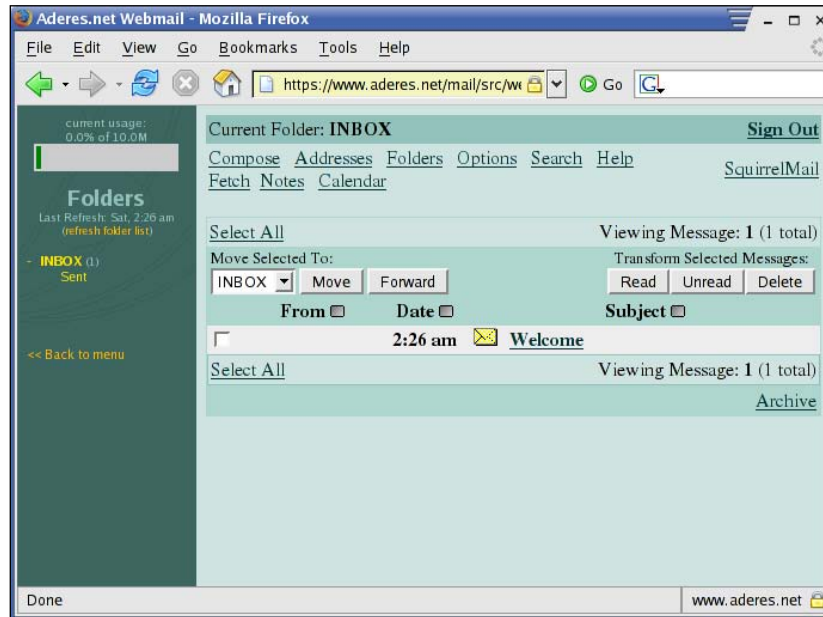 Aderes.net Webmail - Mozilla Firefox
File Edit View Go Bookmarks Tools Help
https://www.aderes.net/mail/src/we Go G
current usage:
0.0% of 10.0M
Folders
Last Refresh: Sat, 2:26 am
(refresh folder list)
- INBOX (1)
Sent
<< Back to menu
Current Folder: INBOX Sign Out
Compose Addresses Folders Options Search Help
Fetch Notes Calendar
SquirrelMail
Select All Viewing Message: 1 (1 total)
Move Selected To: Transform Selected Messages:
INBOX Move Forward Read Unread Delete
From Date Subject
2:26 am Welcome
Select All Viewing Message: 1 (1 total)
Archive
Done www.aderes.net